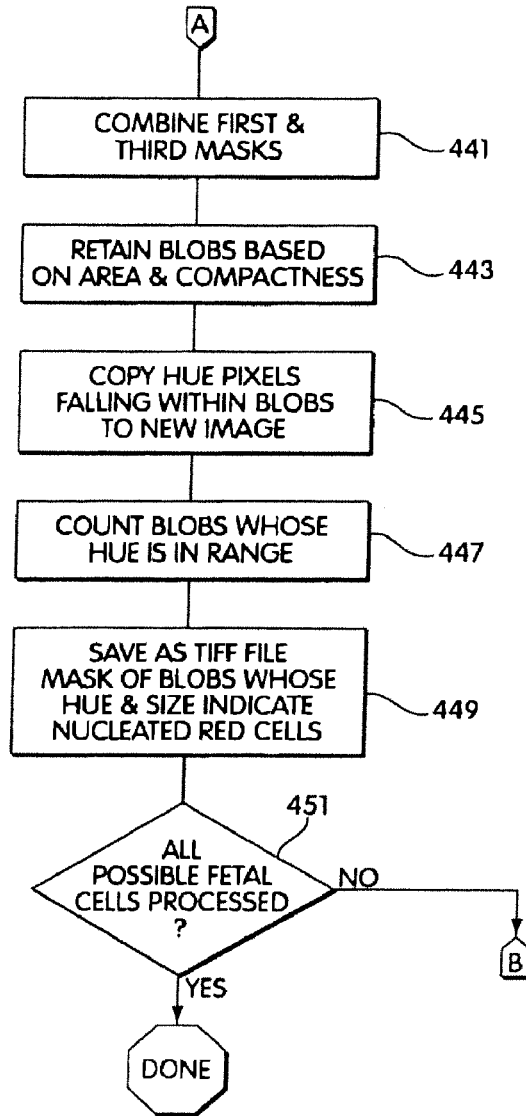 A
COMBINE FIRST &
THIRD MASKS
441
RETAIN BLOBS BASED
ON AREA & COMPACTNESS
443
COPY HUE PIXELS
FALLING WITHIN BLOBS
TO NEW IMAGE
445
COUNT BLOBS WHOSE
HUE IS IN RANGE
447
SAVE AS TIFF FILE
MASK OF BLOBS WHOSE
HUE & SIZE INDICATE
NUCLEATED RED CELLS
449
451
ALL
POSSIBLE FETAL
CELLS PROCESSED
?
NO
B
YES
DONE